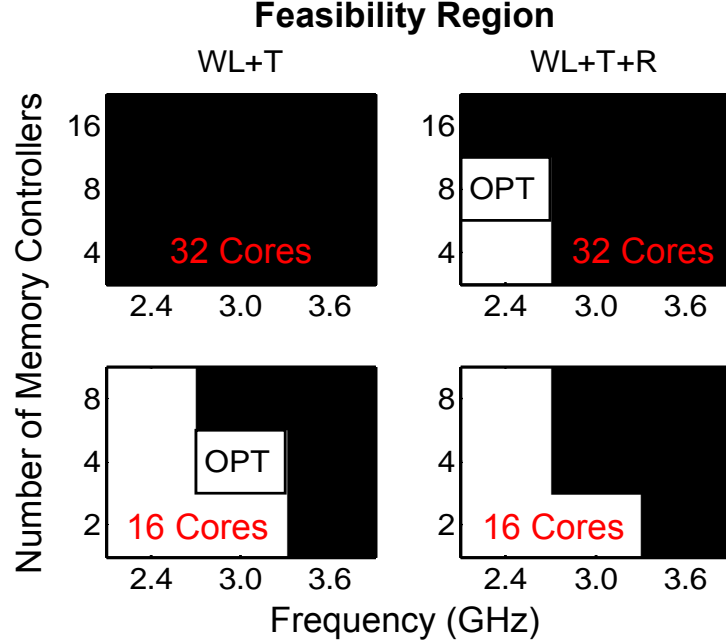 Feasibility Region
WL+T
WL+T+R
Number of Memory Controllers
16
8
4
32 Cores
2.4 3.0 3.6
16
8
4
OPT
32 Cores
2.4 3.0 3.6
8
4
2
OPT
16 Cores
2.4 3.0 3.6
8
4
2
16 Cores
2.4 3.0 3.6
Frequency (GHz)